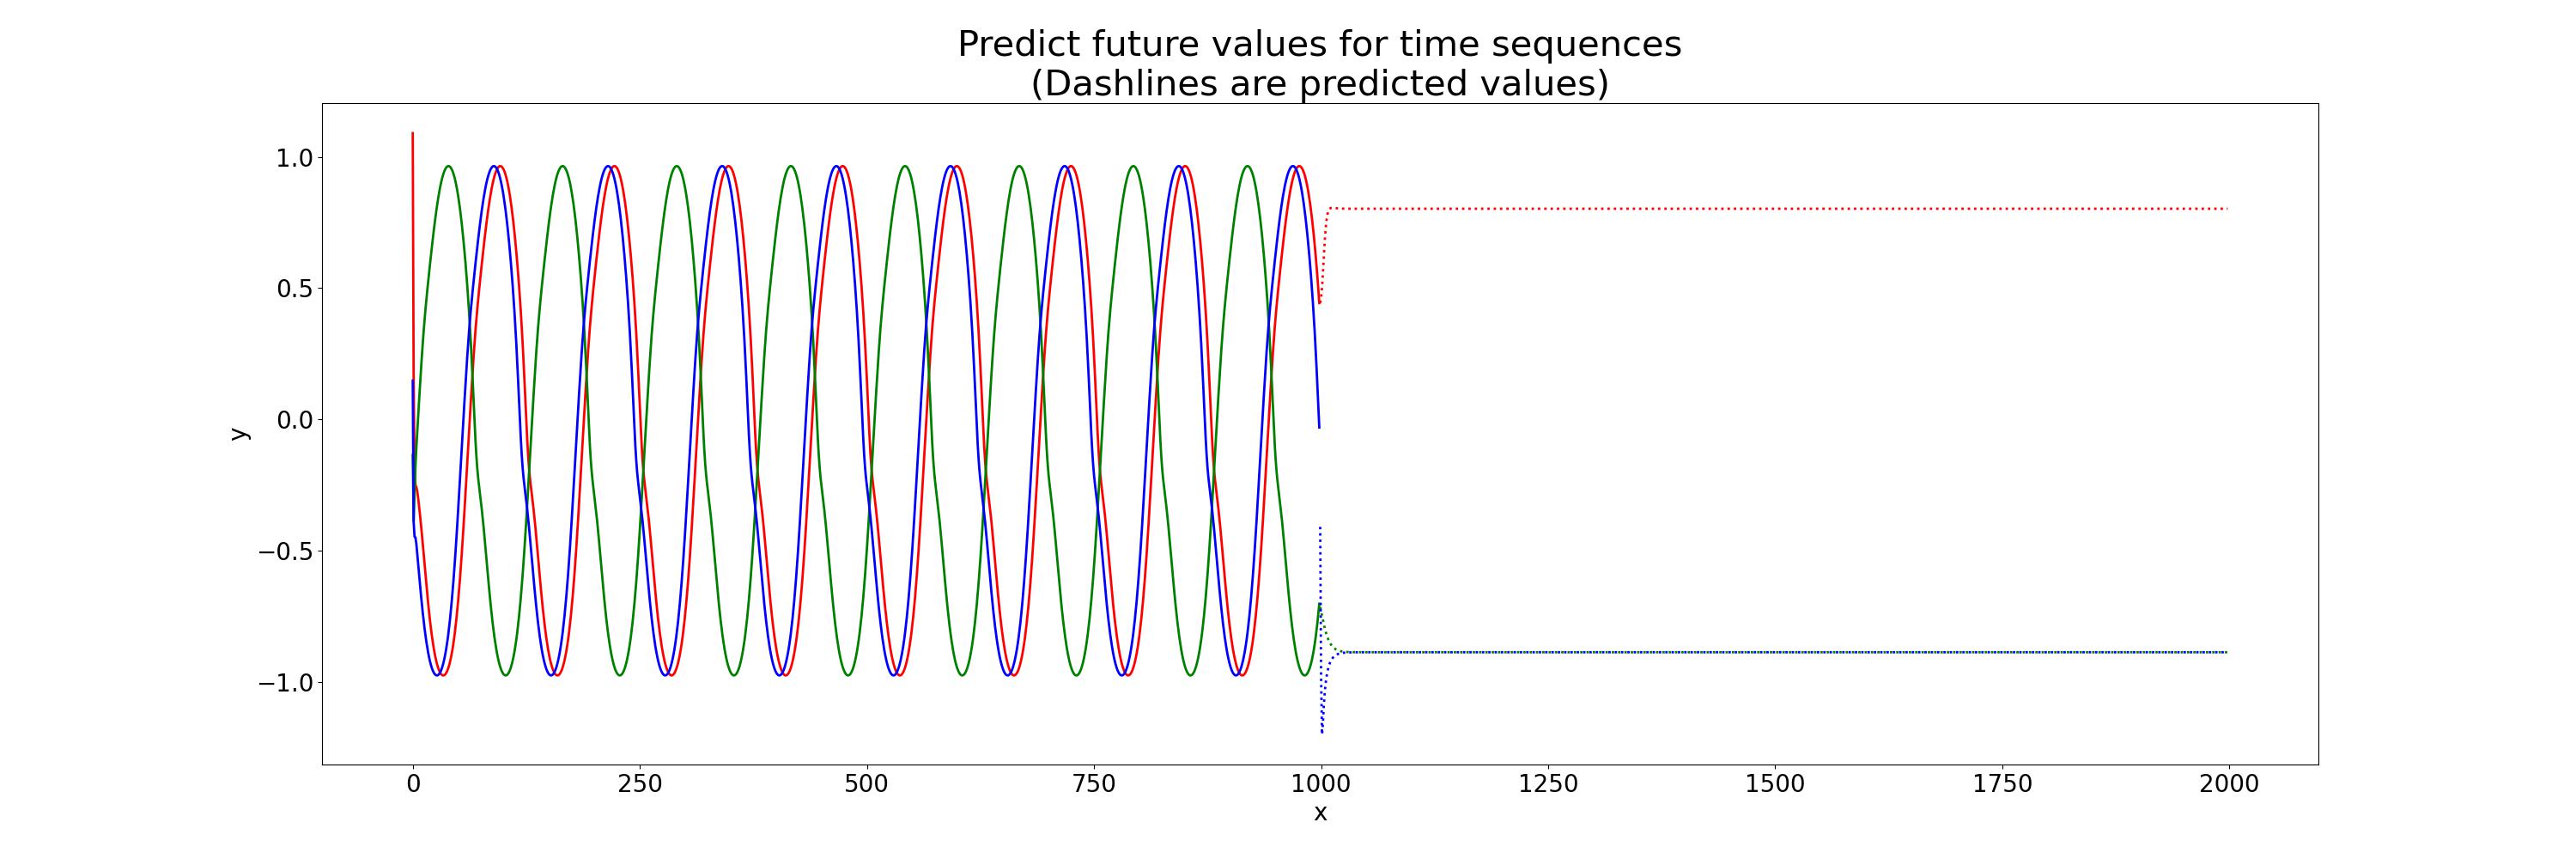 Predict future values for time sequences
(Dashlines are predicted values)
1.0
0.5
0.0
−0.5
−1.0
y
0 250 500 750 1000 1250 1500 1750 2000
x